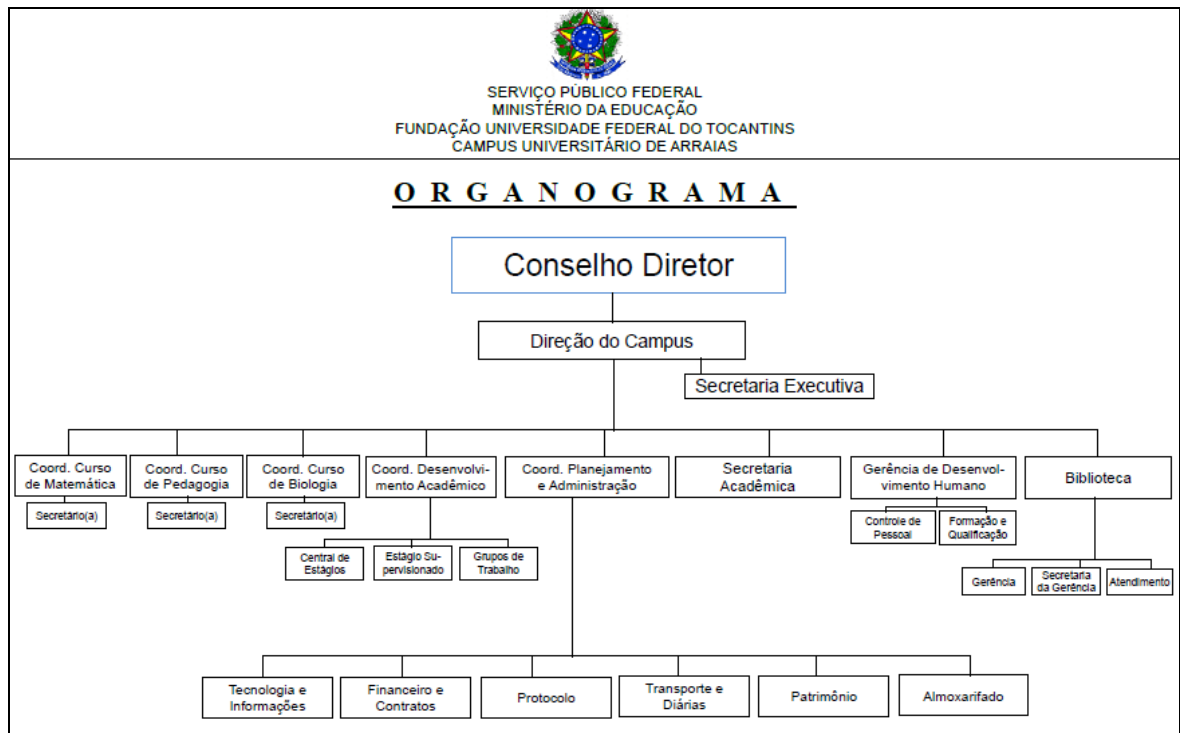 SERVIÇO PÚBLICO FEDERAL
MINISTÉRIO DA EDUCAÇÃO
FUNDAÇÃO UNIVERSIDADE FEDERAL DO TOCANTINS
CAMPUS UNIVERSITÁRIO DE ARRAIAS
ORGANOGRAMA
Conselho Diretor
Direção do Campus
Secretaria Executiva
Coord. Curso
de Matemática
Coord. Curso
de Pedagogia
Coord. Curso
de Biologia
Coord. Desenvolvi-
mento Acadêmico
Coord. Planejamento
e Administração
Secretaria
Acadêmica
Gerência de Desenvol-
vimento Humano
Biblioteca
Secretário(a)
Secretário(a)
Secretário(a)
Controle de
Pessoal
Formação e
Qualificação
Central de
Estágios
Estágio Su-
pervisionado
Grupos de
Trabalho
Gerência
Secretaria
da Gerência
Atendimento
Tecnologia e
Informações
Financeiro e
Contratos
Protocolo
Transporte e
Diárias
Patrimônio
Almoxarifado